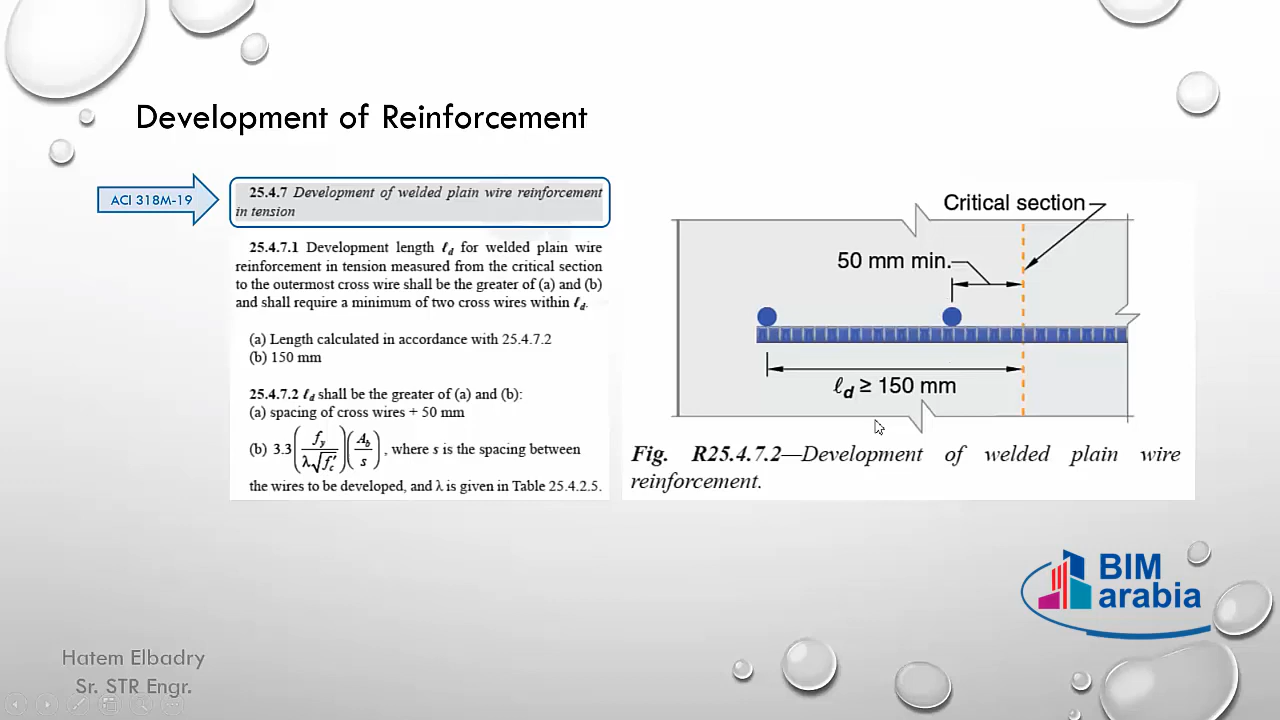 Development of Reinforcement
ACI 318M-19
25.4.7 Development of welded plain wire reinforcement
in tension
25.4.7.1 Development length ℓd for welded plain wire
reinforcement in tension measured from the critical section
to the outermost cross wire shall be the greater of (a) and (b)
and shall require a minimum of two cross wires within ℓd.
(a) Length calculated in accordance with 25.4.7.2
(b) 150 mm
25.4.7.2 ℓd shall be the greater of (a) and (b):
(a) spacing of cross wires + 50 mm
(b) 3.3 (fy / λ√f′c) (Ab / s), where s is the spacing between
the wires to be developed, and λ is given in Table 25.4.2.5.
Critical section
50 mm min.
ℓd ≥ 150 mm
Fig. R25.4.7.2—Development of welded plain wire
reinforcement.
BIM
arabia
Hatem Elbadry
Sr. STR Engr.